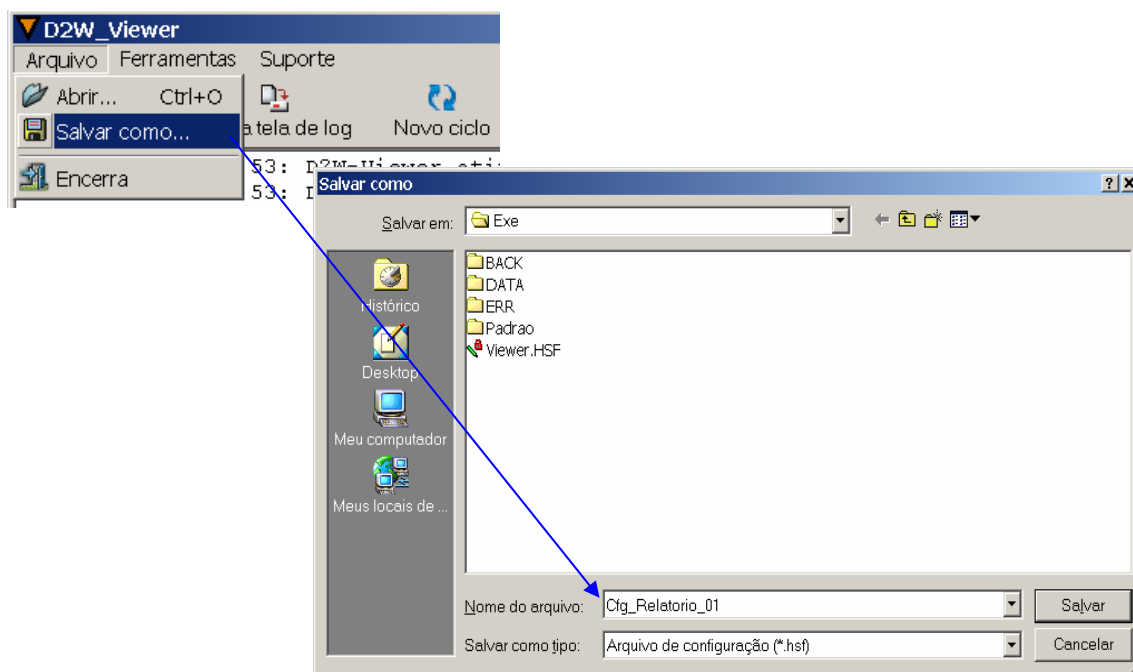 D2W_Viewer
Arquivo Ferramentas Suporte
Abrir... Ctrl+O
Salvar como...
a tela de log Novo ciclo
Encerra
53: D2W-Viewer
53:
Salvar como
Salvar em: Exe
BACK
DATA
ERR
Padrao
Viewer.HSF
Histórico
Desktop
Meu computador
Meus locais de ...
Nome do arquivo: Cfg_Relatorio_01 Salvar
Salvar como tipo: Arquivo de configuração (*.hsf) Cancelar